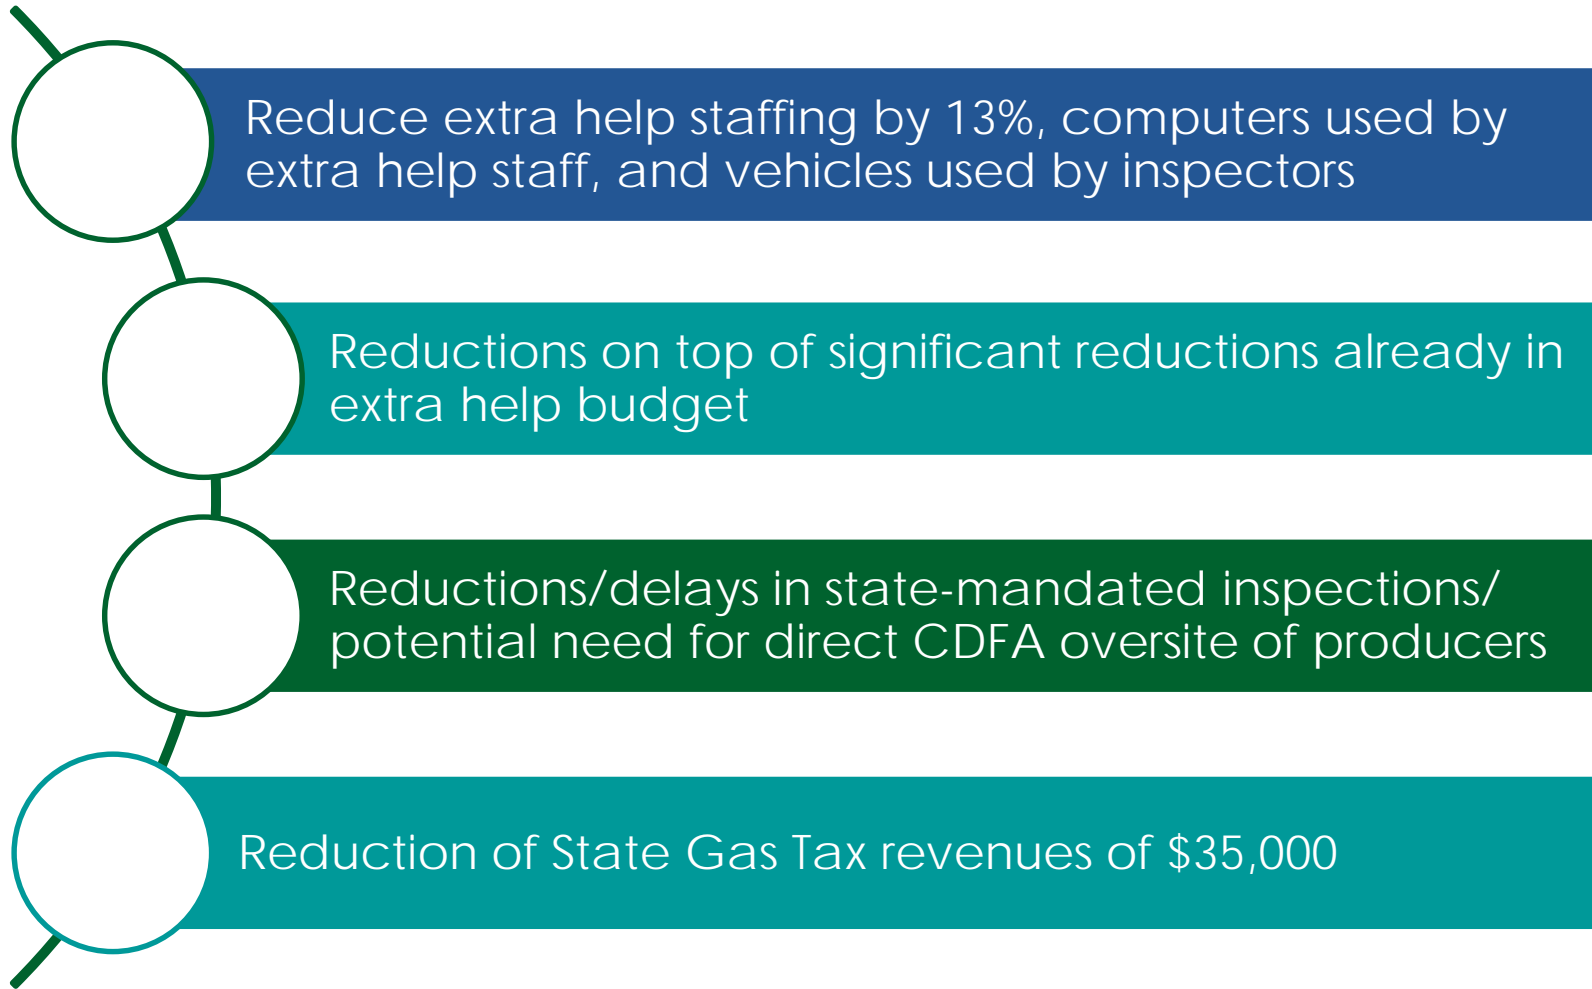 Reduce extra help staffing by 13%, computers used by
extra help staff, and vehicles used by inspectors
Reductions on top of significant reductions already in
extra help budget
Reductions/delays in state-mandated inspections/
potential need for direct CDFA oversite of producers
Reduction of State Gas Tax revenues of $35,000